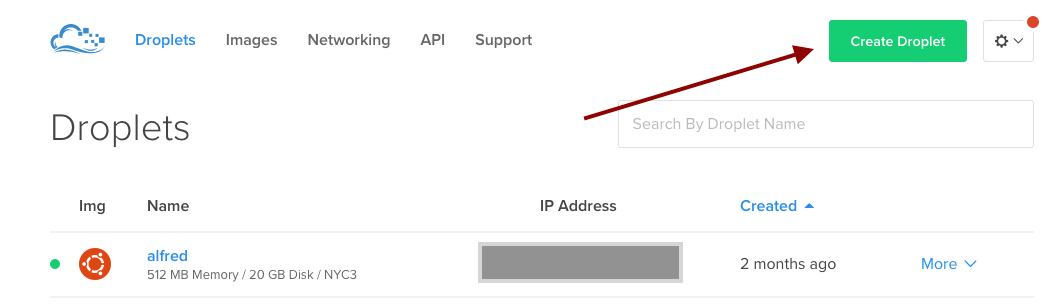 Droplets Images Networking API Support Create Droplet
Droplets
Search By Droplet Name
Img Name IP Address Created
alfred
512 MB Memory / 20 GB Disk / NYC3
2 months ago More